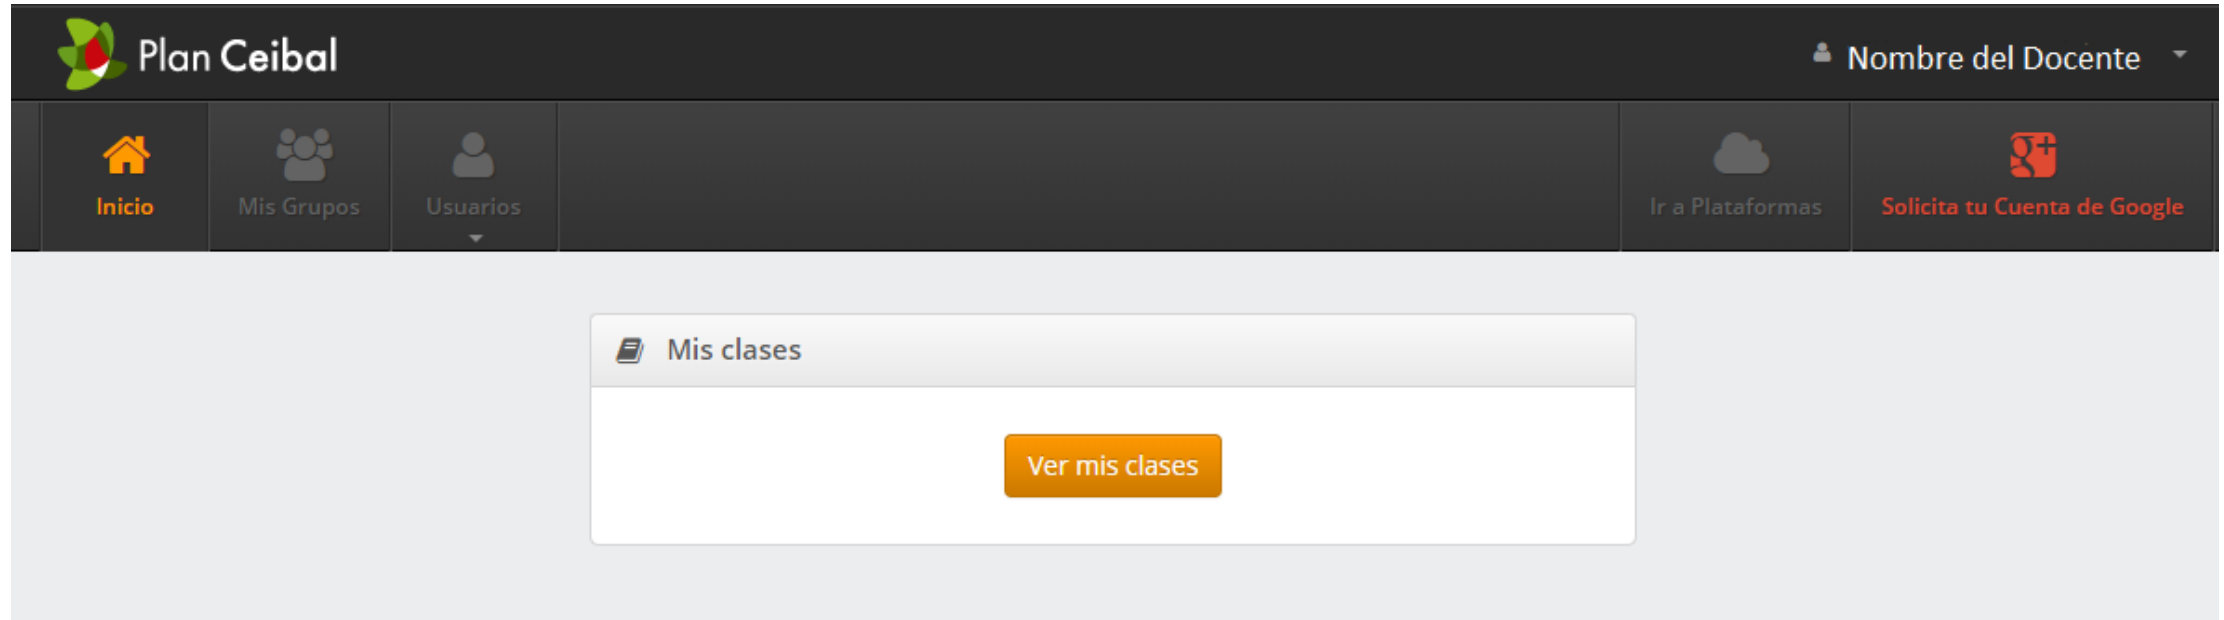 Plan Ceibal
Nombre del Docente
Inicio
Mis Grupos
Usuarios
Ir a Plataformas
g+
Solicita tu Cuenta de Google
Mis clases
Ver mis clases